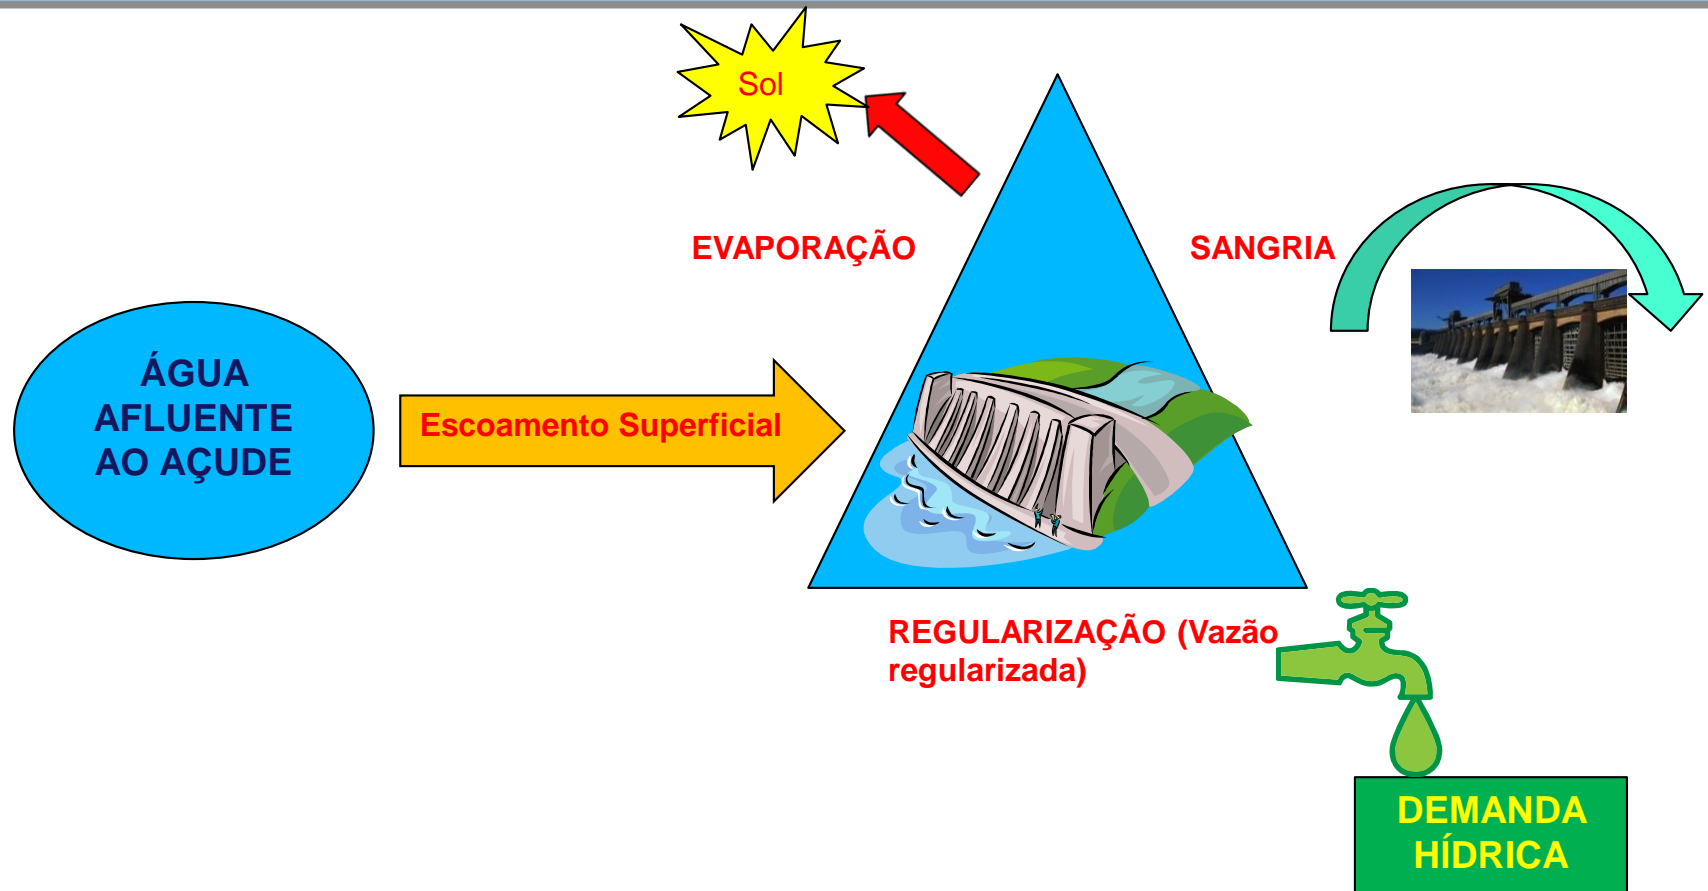 Sol
EVAPORAÇÃO
SANGRIA
ÁGUA
AFLUENTE
AO AÇUDE
Escoamento Superficial
REGULARIZAÇÃO (Vazão
regularizada)
DEMANDA
HÍDRICA